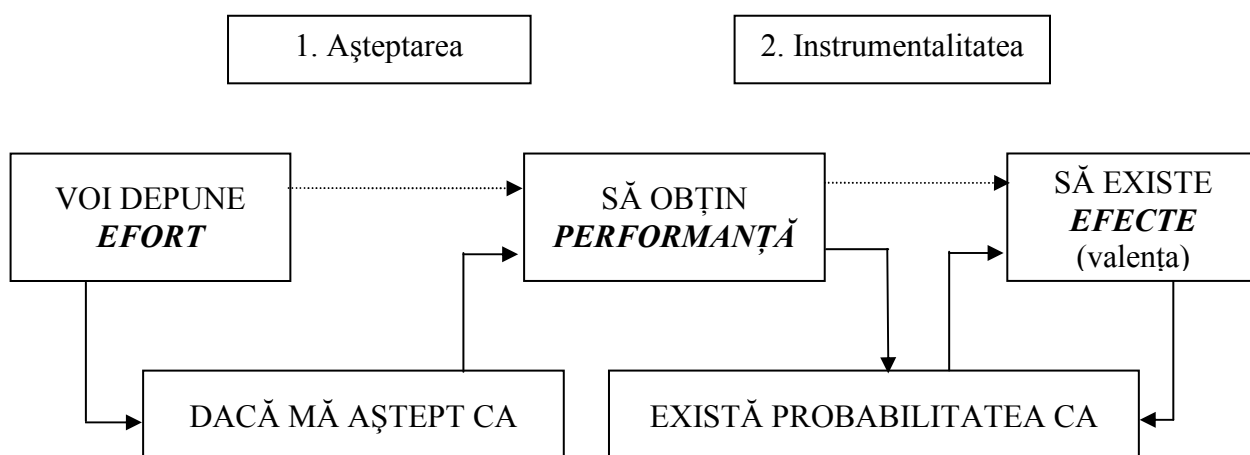 1. Aşteptarea
2. Instrumentalitatea
VOI DEPUNE
EFORT
SĂ OBȚIN
PERFORMANȚĂ
SĂ EXISTE
EFECTE
(valența)
DACĂ MĂ AŞTEPT CA
EXISTĂ PROBABILITATEA CA